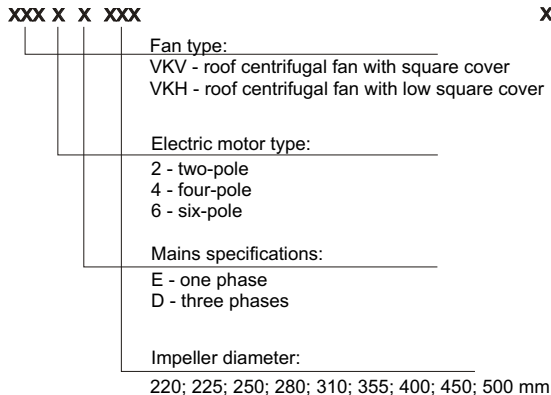 XXX X X XXX X
Fan type:
VKV - roof centrifugal fan with square cover
VKH - roof centrifugal fan with low square cover
Electric motor type:
2 - two-pole
4 - four-pole
6 - six-pole
Mains specifications:
E - one phase
D - three phases
Impeller diameter:
220; 225; 250; 280; 310; 355; 400; 450; 500 mm